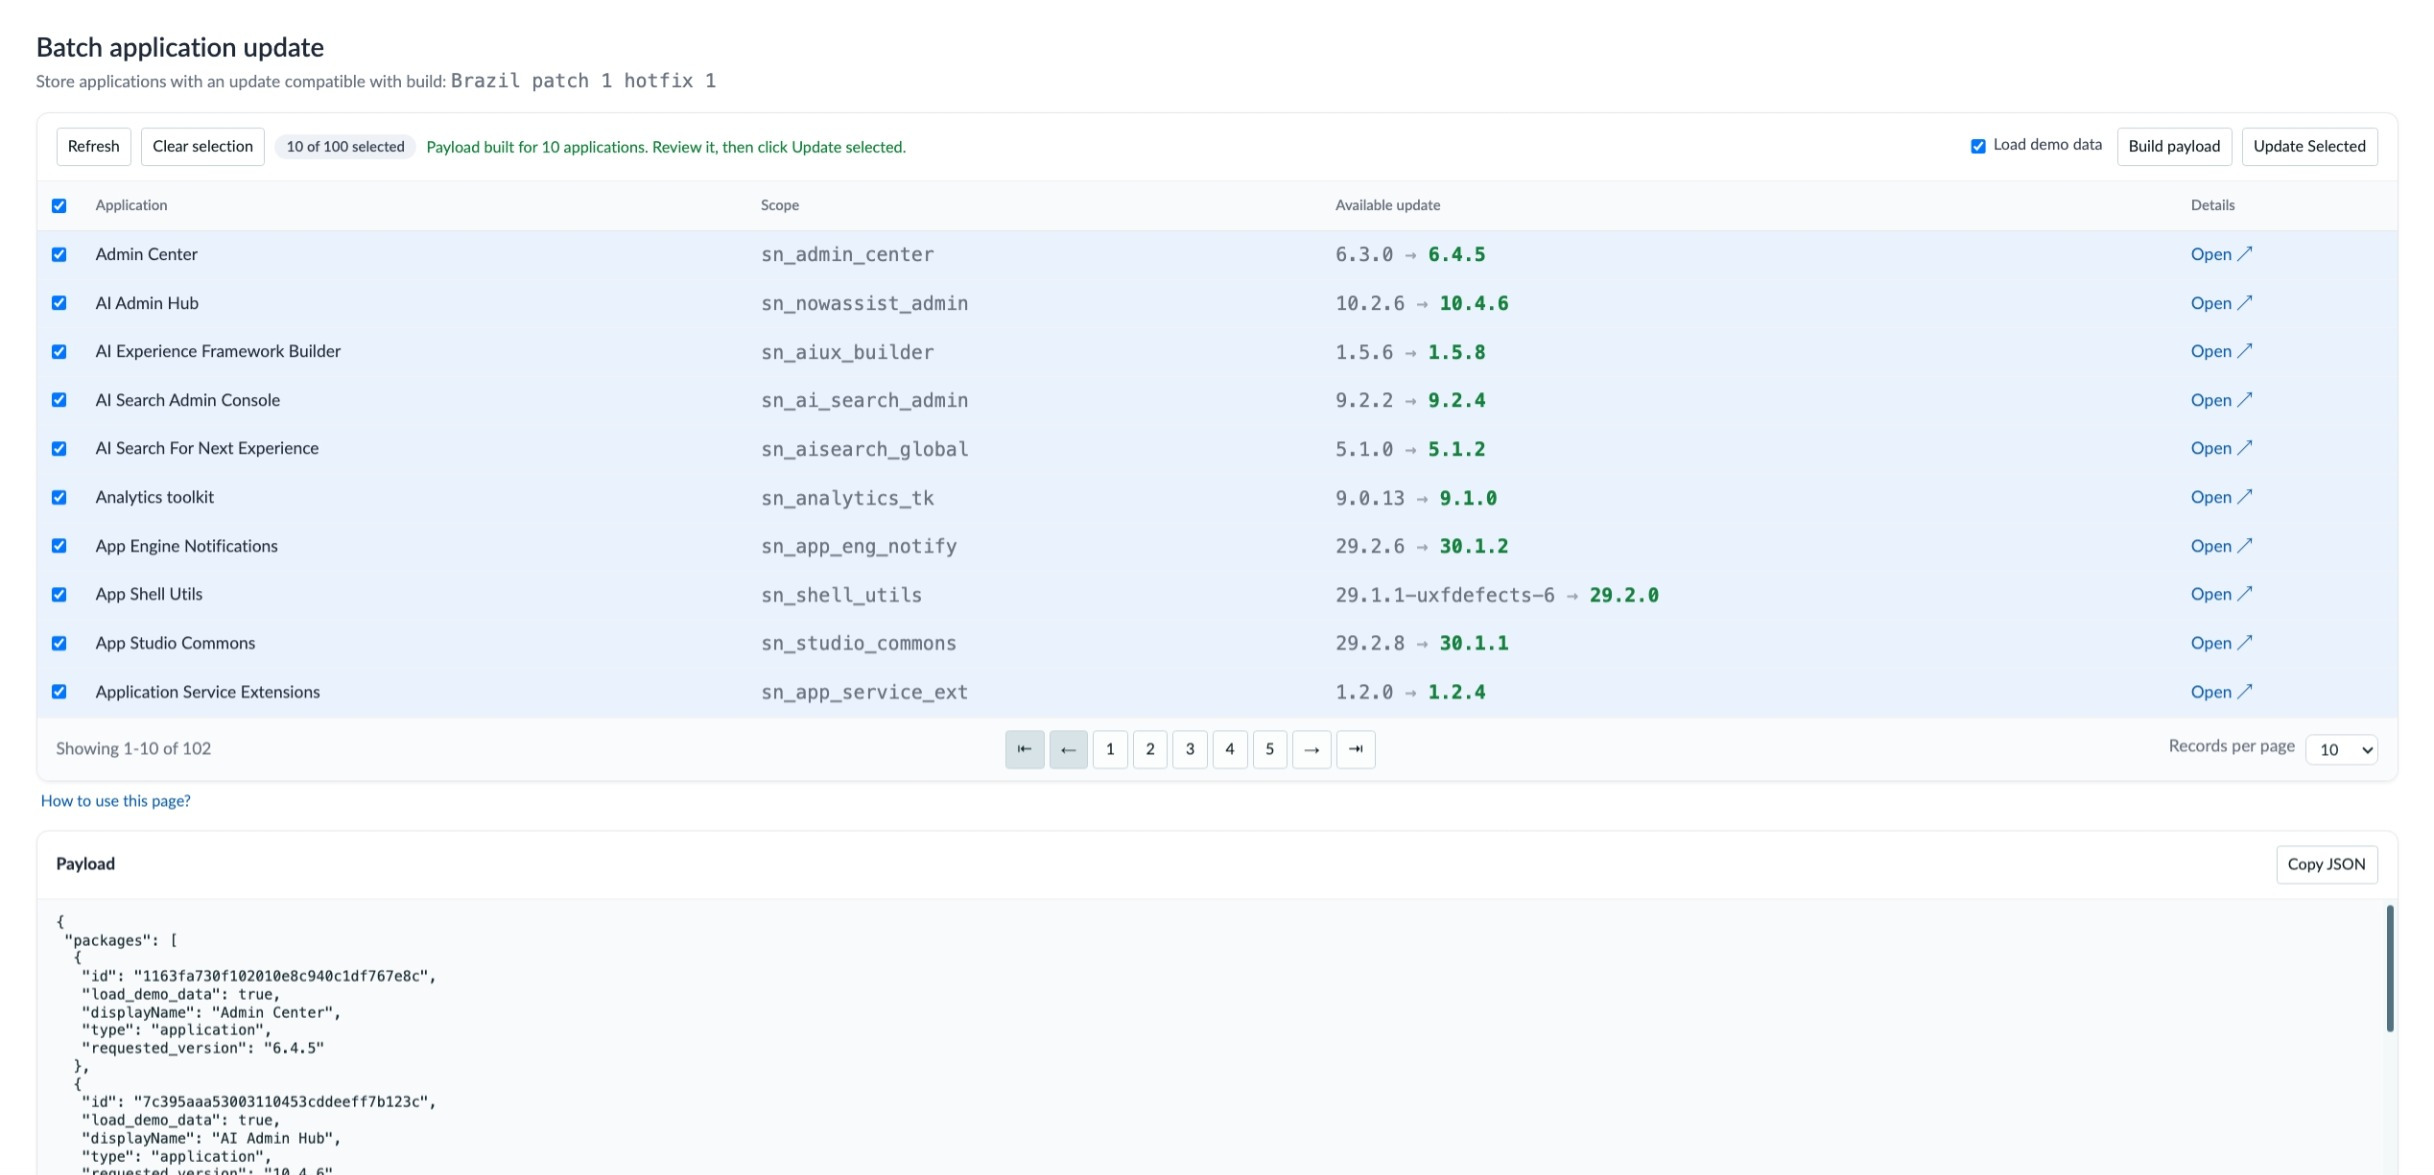 Batch application update
Store applications with an update compatible with build: Brazil patch 1 hotfix 1
Refresh Clear selection 10 of 100 selected Payload built for 10 applications. Review it, then click Update selected. Load demo data Build payload Update Selected
Application Scope Available update Details
Admin Center sn_admin_center 6.3.0 → 6.4.5 Open ↗
AI Admin Hub sn_nowassist_admin 10.2.6 → 10.4.6 Open ↗
AI Experience Framework Builder sn_aiux_builder 1.5.6 → 1.5.8 Open ↗
AI Search Admin Console sn_ai_search_admin 9.2.2 → 9.2.4 Open ↗
AI Search For Next Experience sn_aisearch_global 5.1.0 → 5.1.2 Open ↗
Analytics toolkit sn_analytics_tk 9.0.13 → 9.1.0 Open ↗
App Engine Notifications sn_app_eng_notify 29.2.6 → 30.1.2 Open ↗
App Shell Utils sn_shell_utils 29.1.1-uxfdefects-6 → 29.2.0 Open ↗
App Studio Commons sn_studio_commons 29.2.8 → 30.1.1 Open ↗
Application Service Extensions sn_app_service_ext 1.2.0 → 1.2.4 Open ↗
Showing 1-10 of 102 ⇤ ← 1 2 3 4 5 → ⇥ Records per page 10
How to use this page?
Payload Copy JSON
{
"packages": [
{
"id": "1163fa730f102010e8c940c1df767e8c",
"load_demo_data": true,
"displayName": "Admin Center",
"type": "application",
"requested_version": "6.4.5"
},
{
"id": "7c395aaa53003110453cddeeff7b123c",
"load_demo_data": true,
"displayName": "AI Admin Hub",
"type": "application",
"requested_version": "10.4.6"